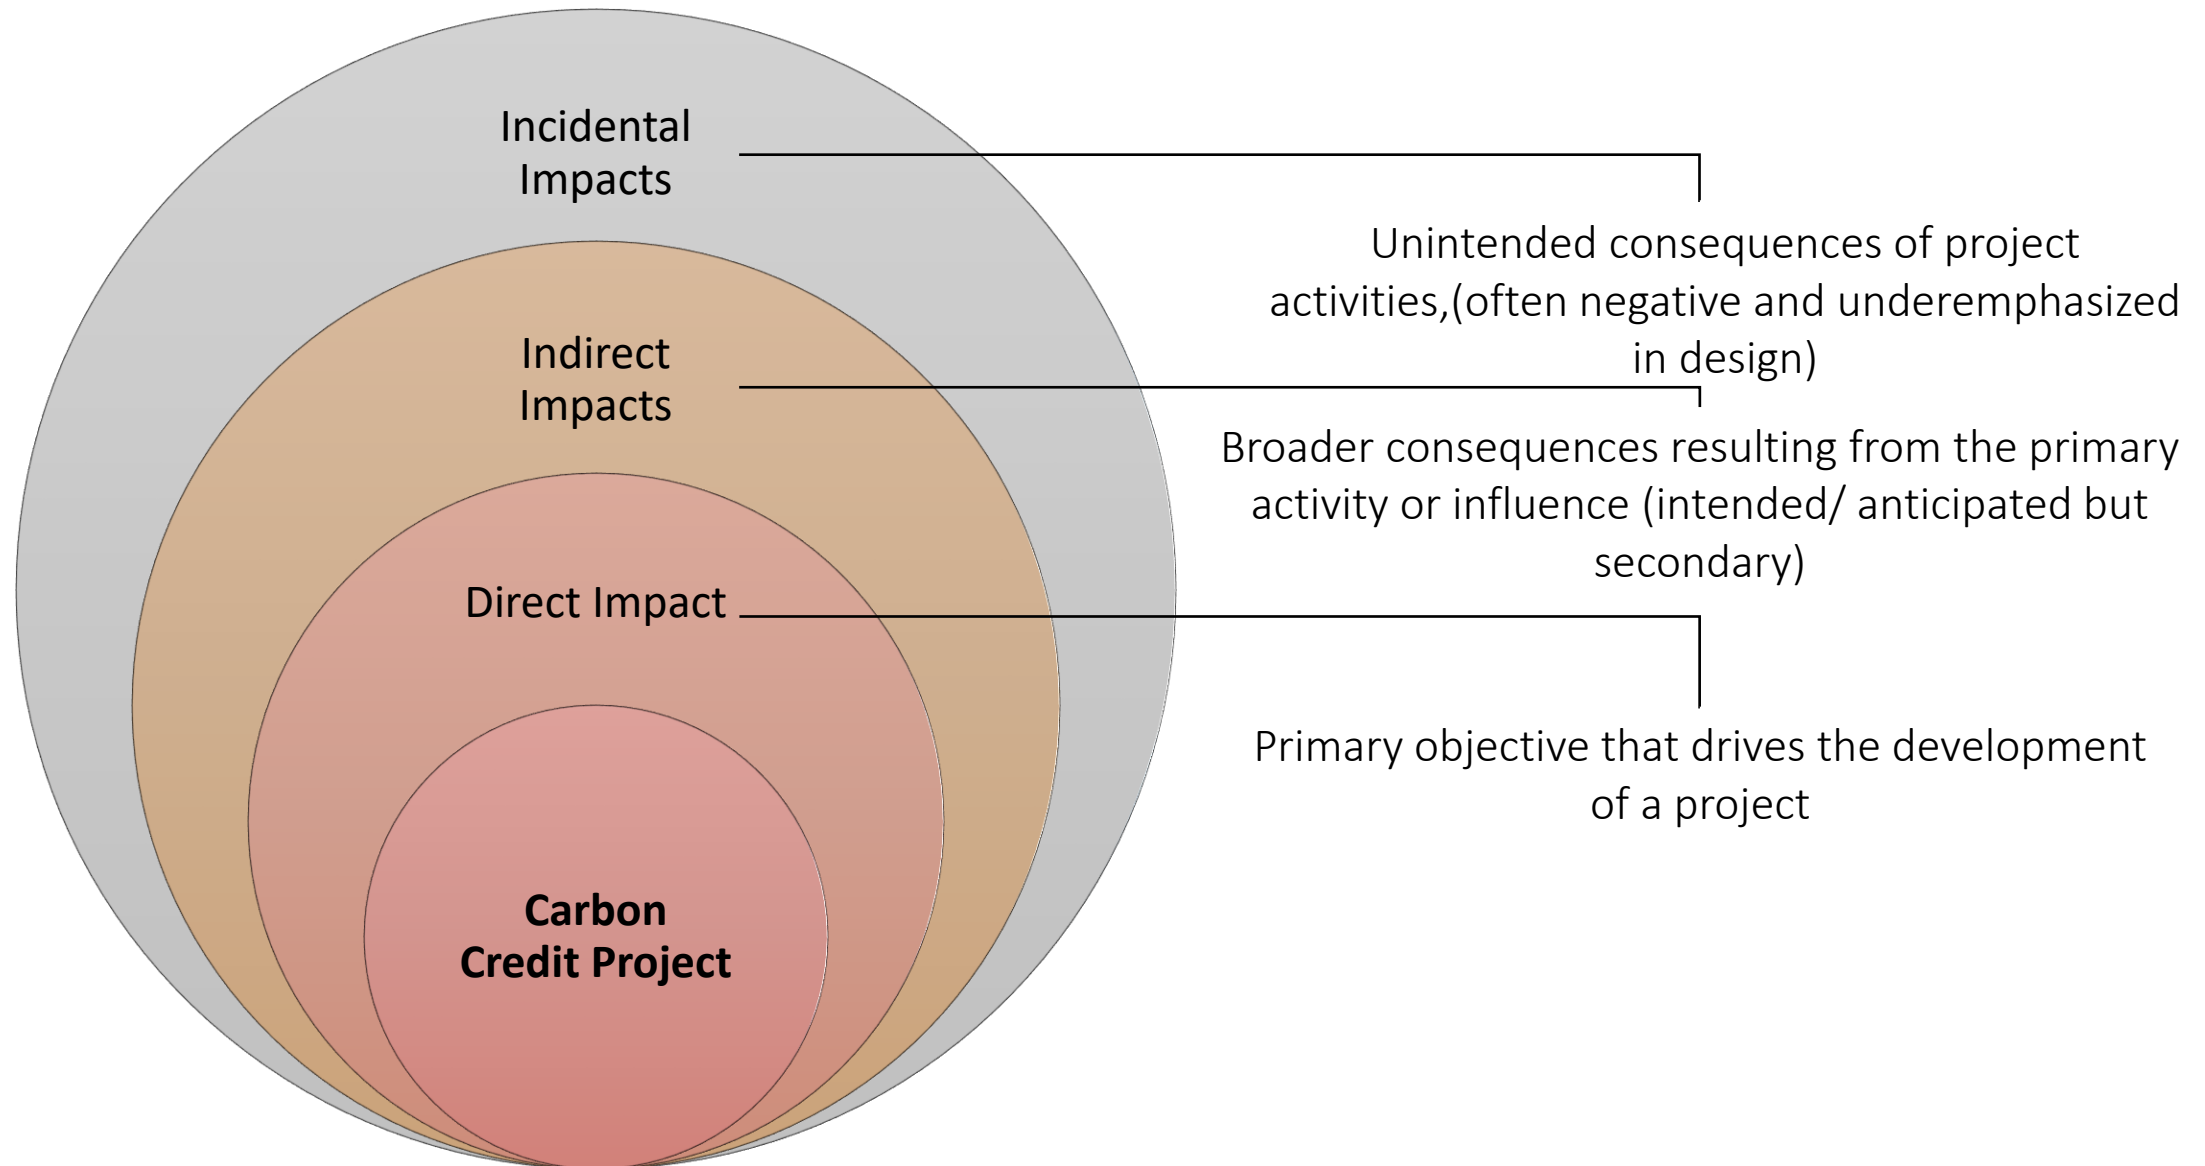 Incidental
Impacts
Unintended consequences of project
activities,(often negative and underemphasized
in design)
Indirect
Impacts
Broader consequences resulting from the primary
activity or influence (intended/ anticipated but
secondary)
Direct Impact
Primary objective that drives the development
of a project
Carbon
Credit Project